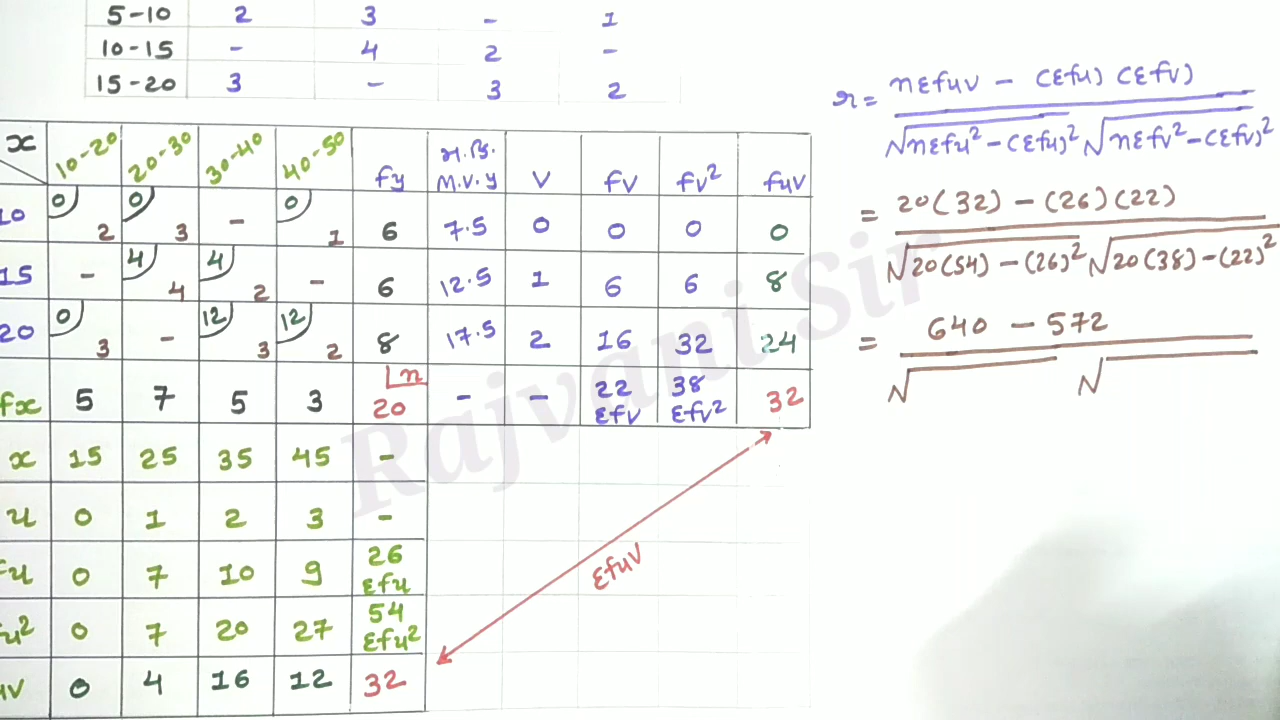 5-10 2 3 - 1
10-15 - 4 2 -
15-20 3 - 3 2
x 10-20 20-30 30-40 40-50 fy M.V.y V fv fv² fuv
10 0 2 0 3 - 0 1 6 7.5 0 0 0 0
15 - 4 4 4 2 - 6 12.5 1 6 6 8
20 0 3 - 12 3 12 2 8 17.5 2 16 32 24
fx 5 7 5 3 n 20 - - 22 Σfv 38 Σfv² 32
x 15 25 35 45 -
u 0 1 2 3 -
fu 0 7 10 9 26 Σfu
fu² 0 7 20 27 54 Σfu²
uv 0 4 16 12 32
Σfuv
r = nΣfuv - (Σfu) (Σfv)
√nΣfu² - (Σfu)² √nΣfv² - (Σfv)²
= 20(32) - (26)(22)
√20(54) - (26)² √20(38) - (22)²
= 640 - 572
√ √
Rajvani Sir